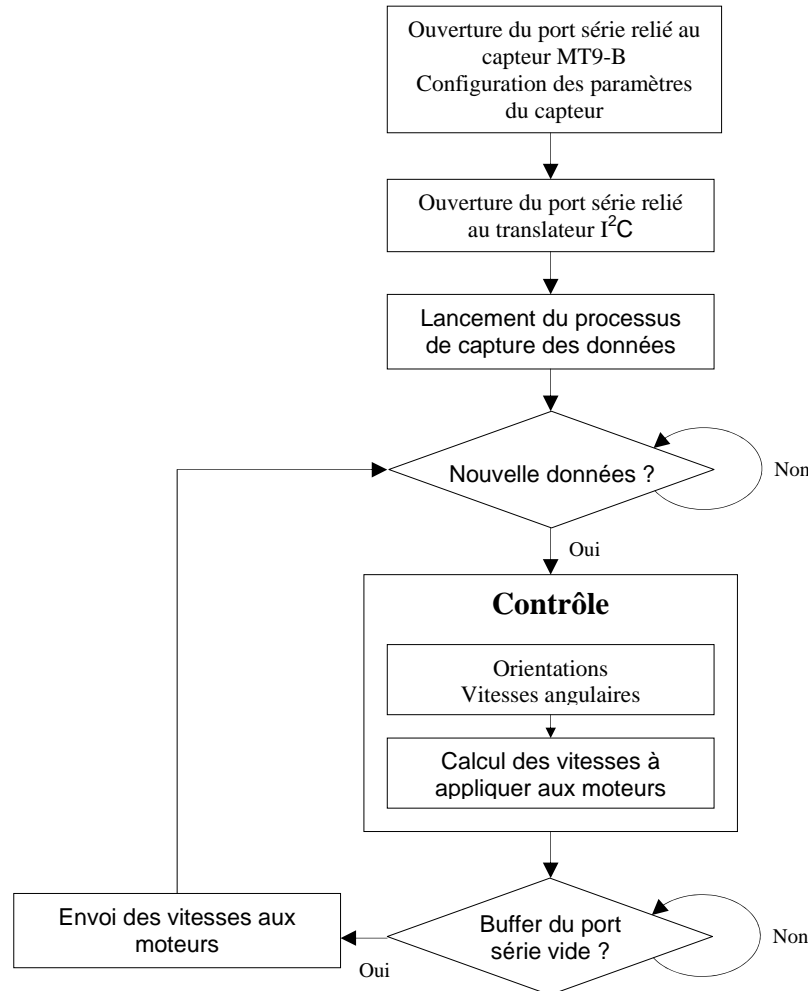 Ouverture du port série relié au
capteur MT9-B
Configuration des paramètres
du capteur
Ouverture du port série relié
au translateur I²C
Lancement du processus
de capture des données
Nouvelle données ?
Non
Oui
Contrôle
Orientations
Vitesses angulaires
Calcul des vitesses à
appliquer aux moteurs
Envoi des vitesses aux
moteurs
Buffer du port
série vide ?
Non
Oui